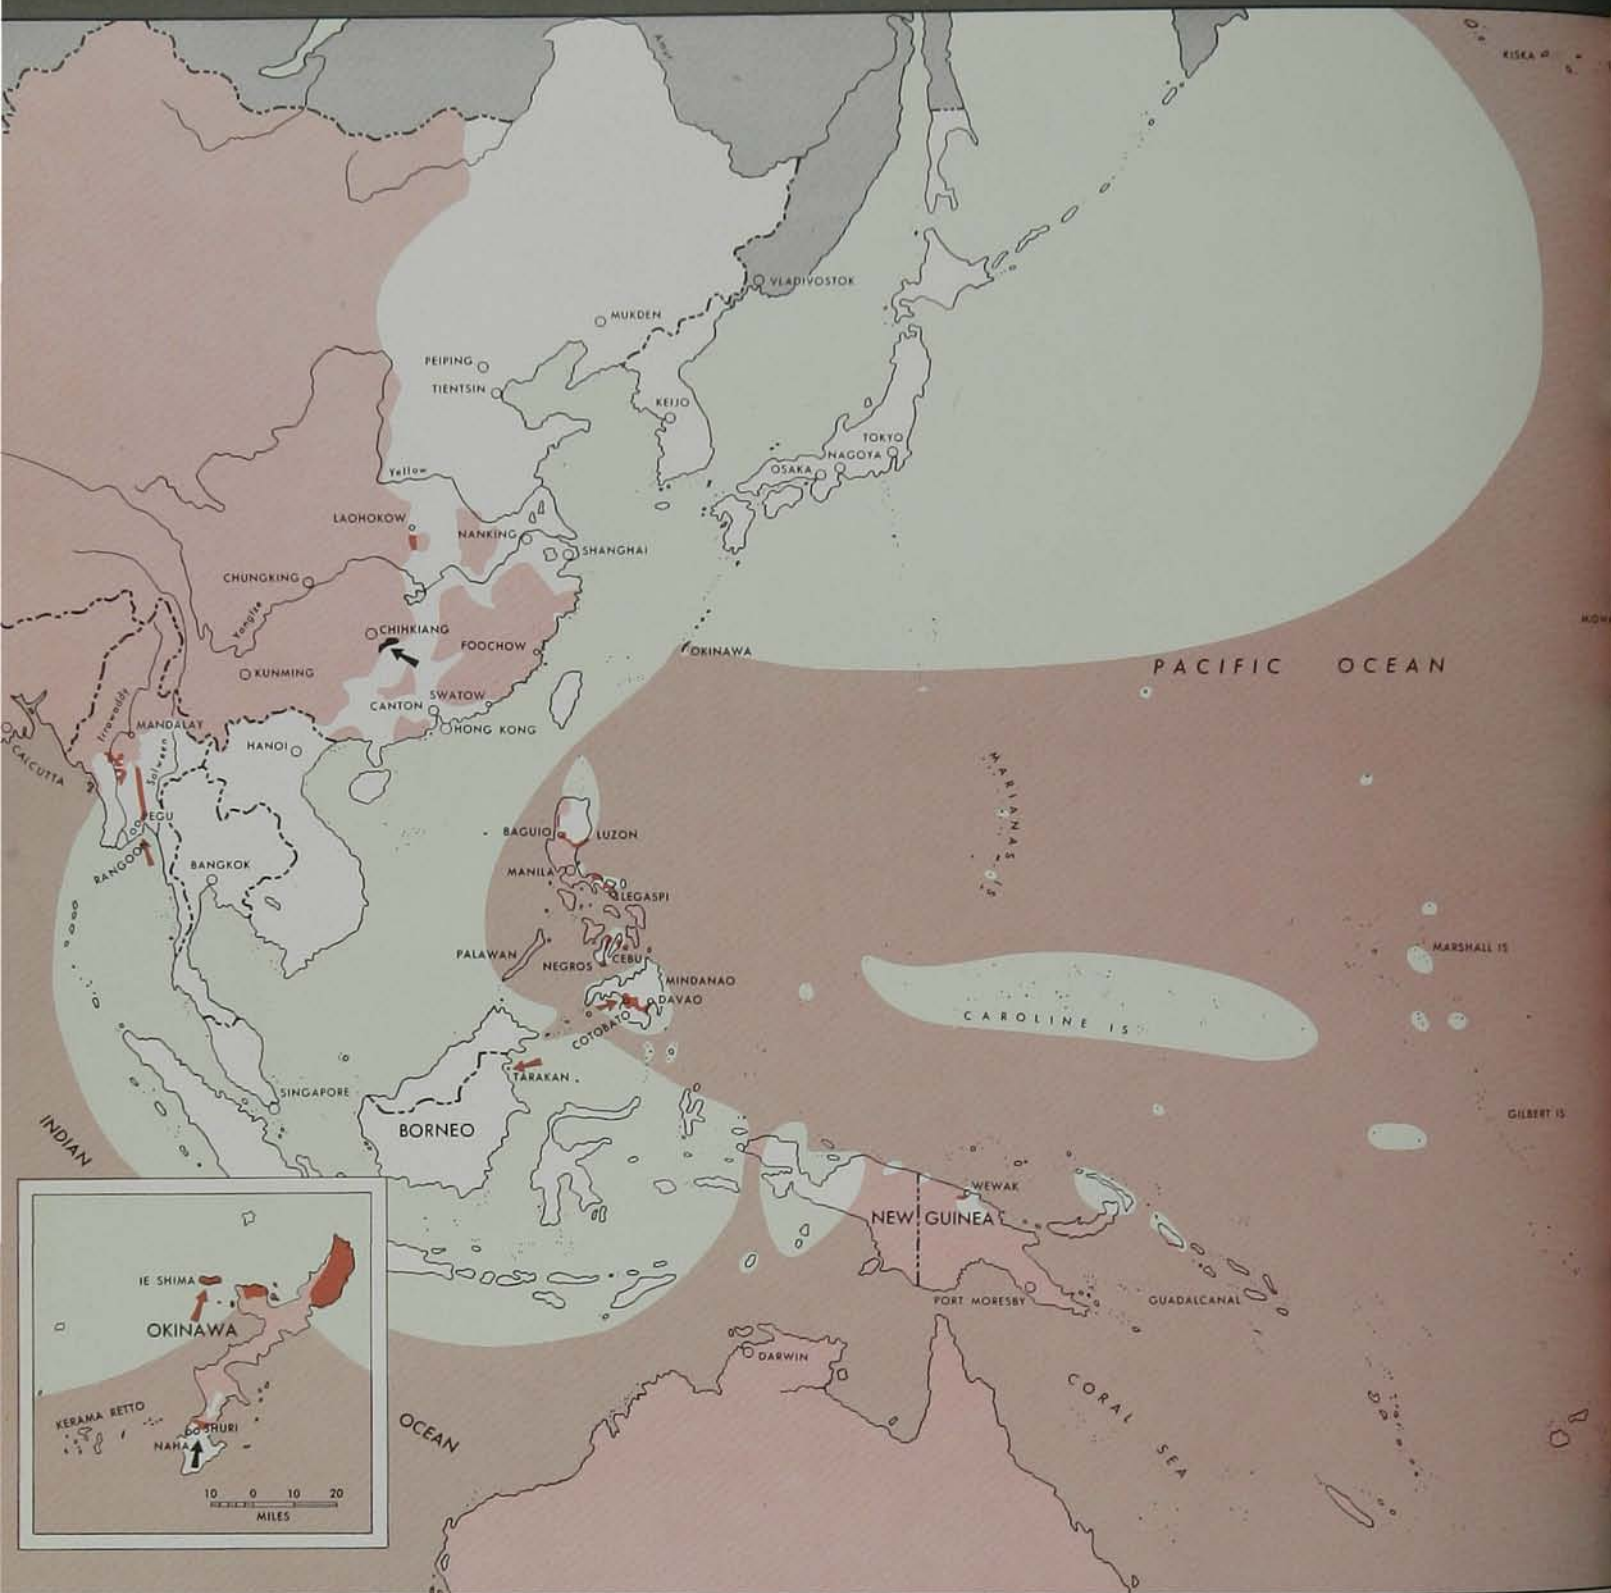 Amur
KISKA
VLADIVOSTOK
MUKDEN
PEIPING
TIENTSIN
KEIJO
TOKYO
NAGOYA
OSAKA
Yellow
LAOHOKOW
NANKING
SHANGHAI
CHUNGKING
Yangtze
CHIHKIANG
FOOCHOW
OKINAWA
PACIFIC OCEAN
KUNMING
SWATOW
CANTON
HONG KONG
Irrawaddy
MANDALAY
HANOI
Salween
CALCUTTA
MARIANAS IS
PEGU
RANGOON
BAGUIO
LUZON
BANGKOK
MANILA
LEGASPI
PALAWAN
NEGROS
CEBU
MARSHALL IS
MINDANAO
DAVAO
COTOBATO
CAROLINE IS
TARAKAN
SINGAPORE
GILBERT IS
BORNEO
INDIAN
WEWAK
NEW GUINEA
IE SHIMA
PORT MORESBY
GUADALCANAL
OKINAWA
DARWIN
KERAMA RETTO
CORAL SEA
OCEAN
SHURI
NAHA
10 0 10 20
MILES